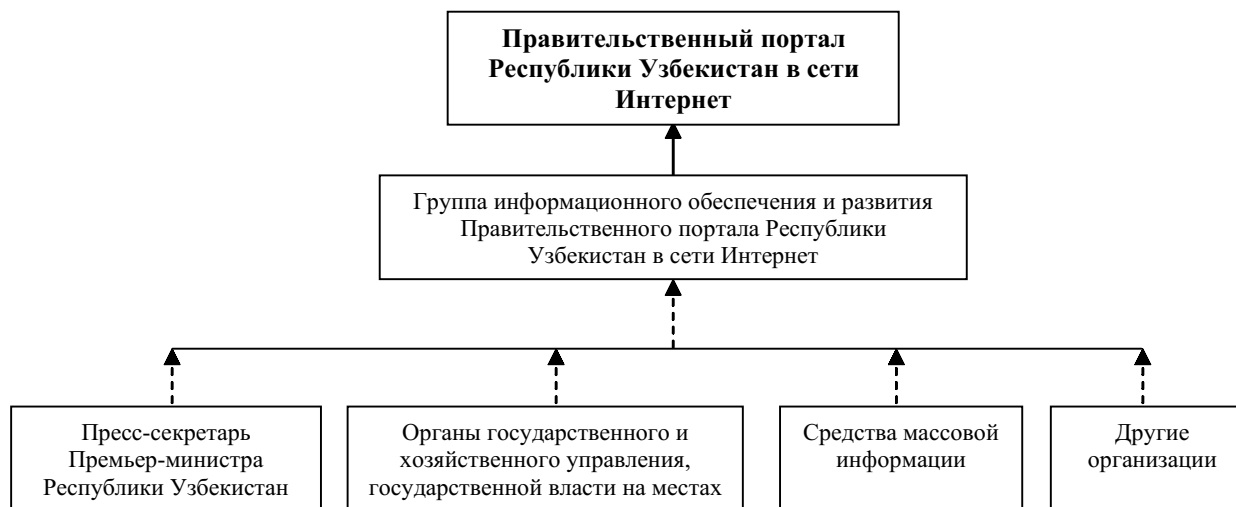 Правительственный портал
Республики Узбекистан в сети
Интернет
Группа информационного обеспечения и развития
Правительственного портала Республики
Узбекистан в сети Интернет
Пресс-секретарь
Премьер-министра
Республики Узбекистан
Органы государственного и
хозяйственного управления,
государственной власти на местах
Средства массовой
информации
Другие
организации